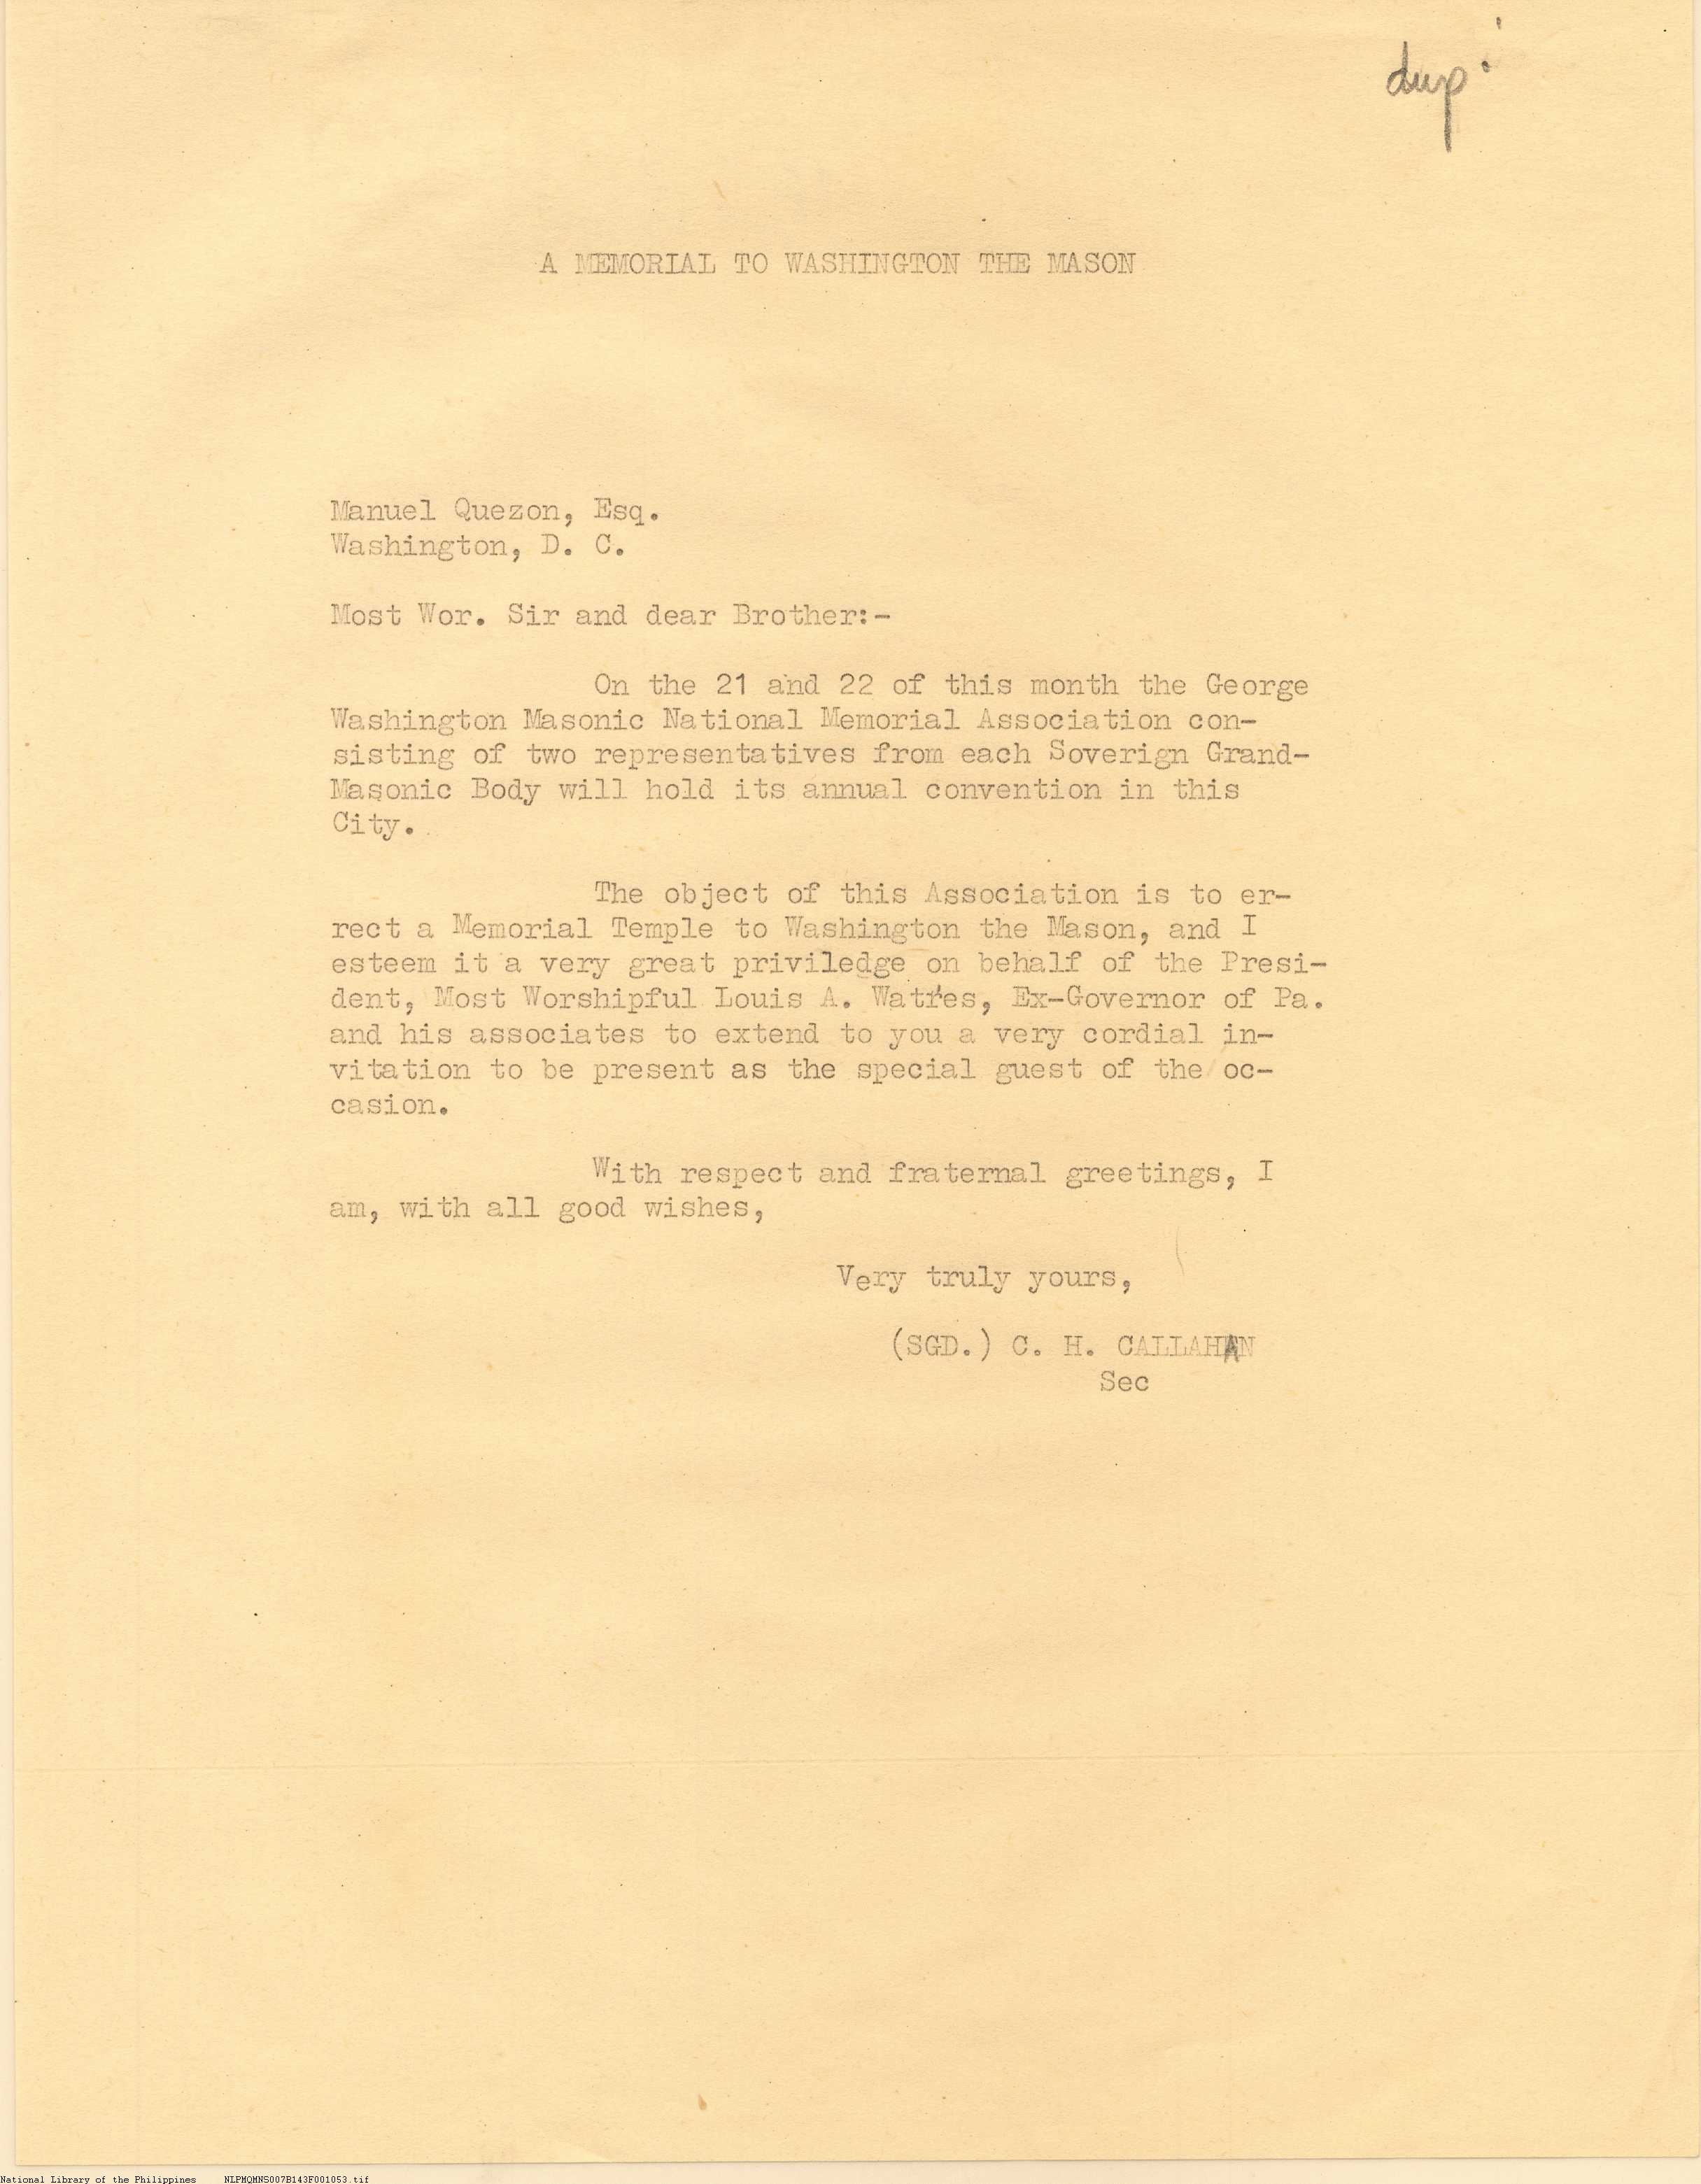 dup.
A MEMORIAL TO WASHINGTON THE MASON
Manuel Quezon, Esq.
Washington, D. C.
Most Wor. Sir and dear Brother:-
On the 21 and 22 of this month the George
Washington Masonic National Memorial Association con-
sisting of two representatives from each Soverign Grand-
Masonic Body will hold its annual convention in this
City.
The object of this Association is to er-
rect a Memorial Temple to Washington the Mason, and I
esteem it a very great priviledge on behalf of the Presi-
dent, Most Worshipful Louis A. Watres, Ex-Governor of Pa.
and his associates to extend to you a very cordial in-
vitation to be present as the special guest of the oc-
casion.
With respect and fraternal greetings, I
am, with all good wishes,
Very truly yours,
(SGD.) C. H. CALLAHAN
Sec
National Library of the Philippines NLPMQMNS007B143F001053.tif